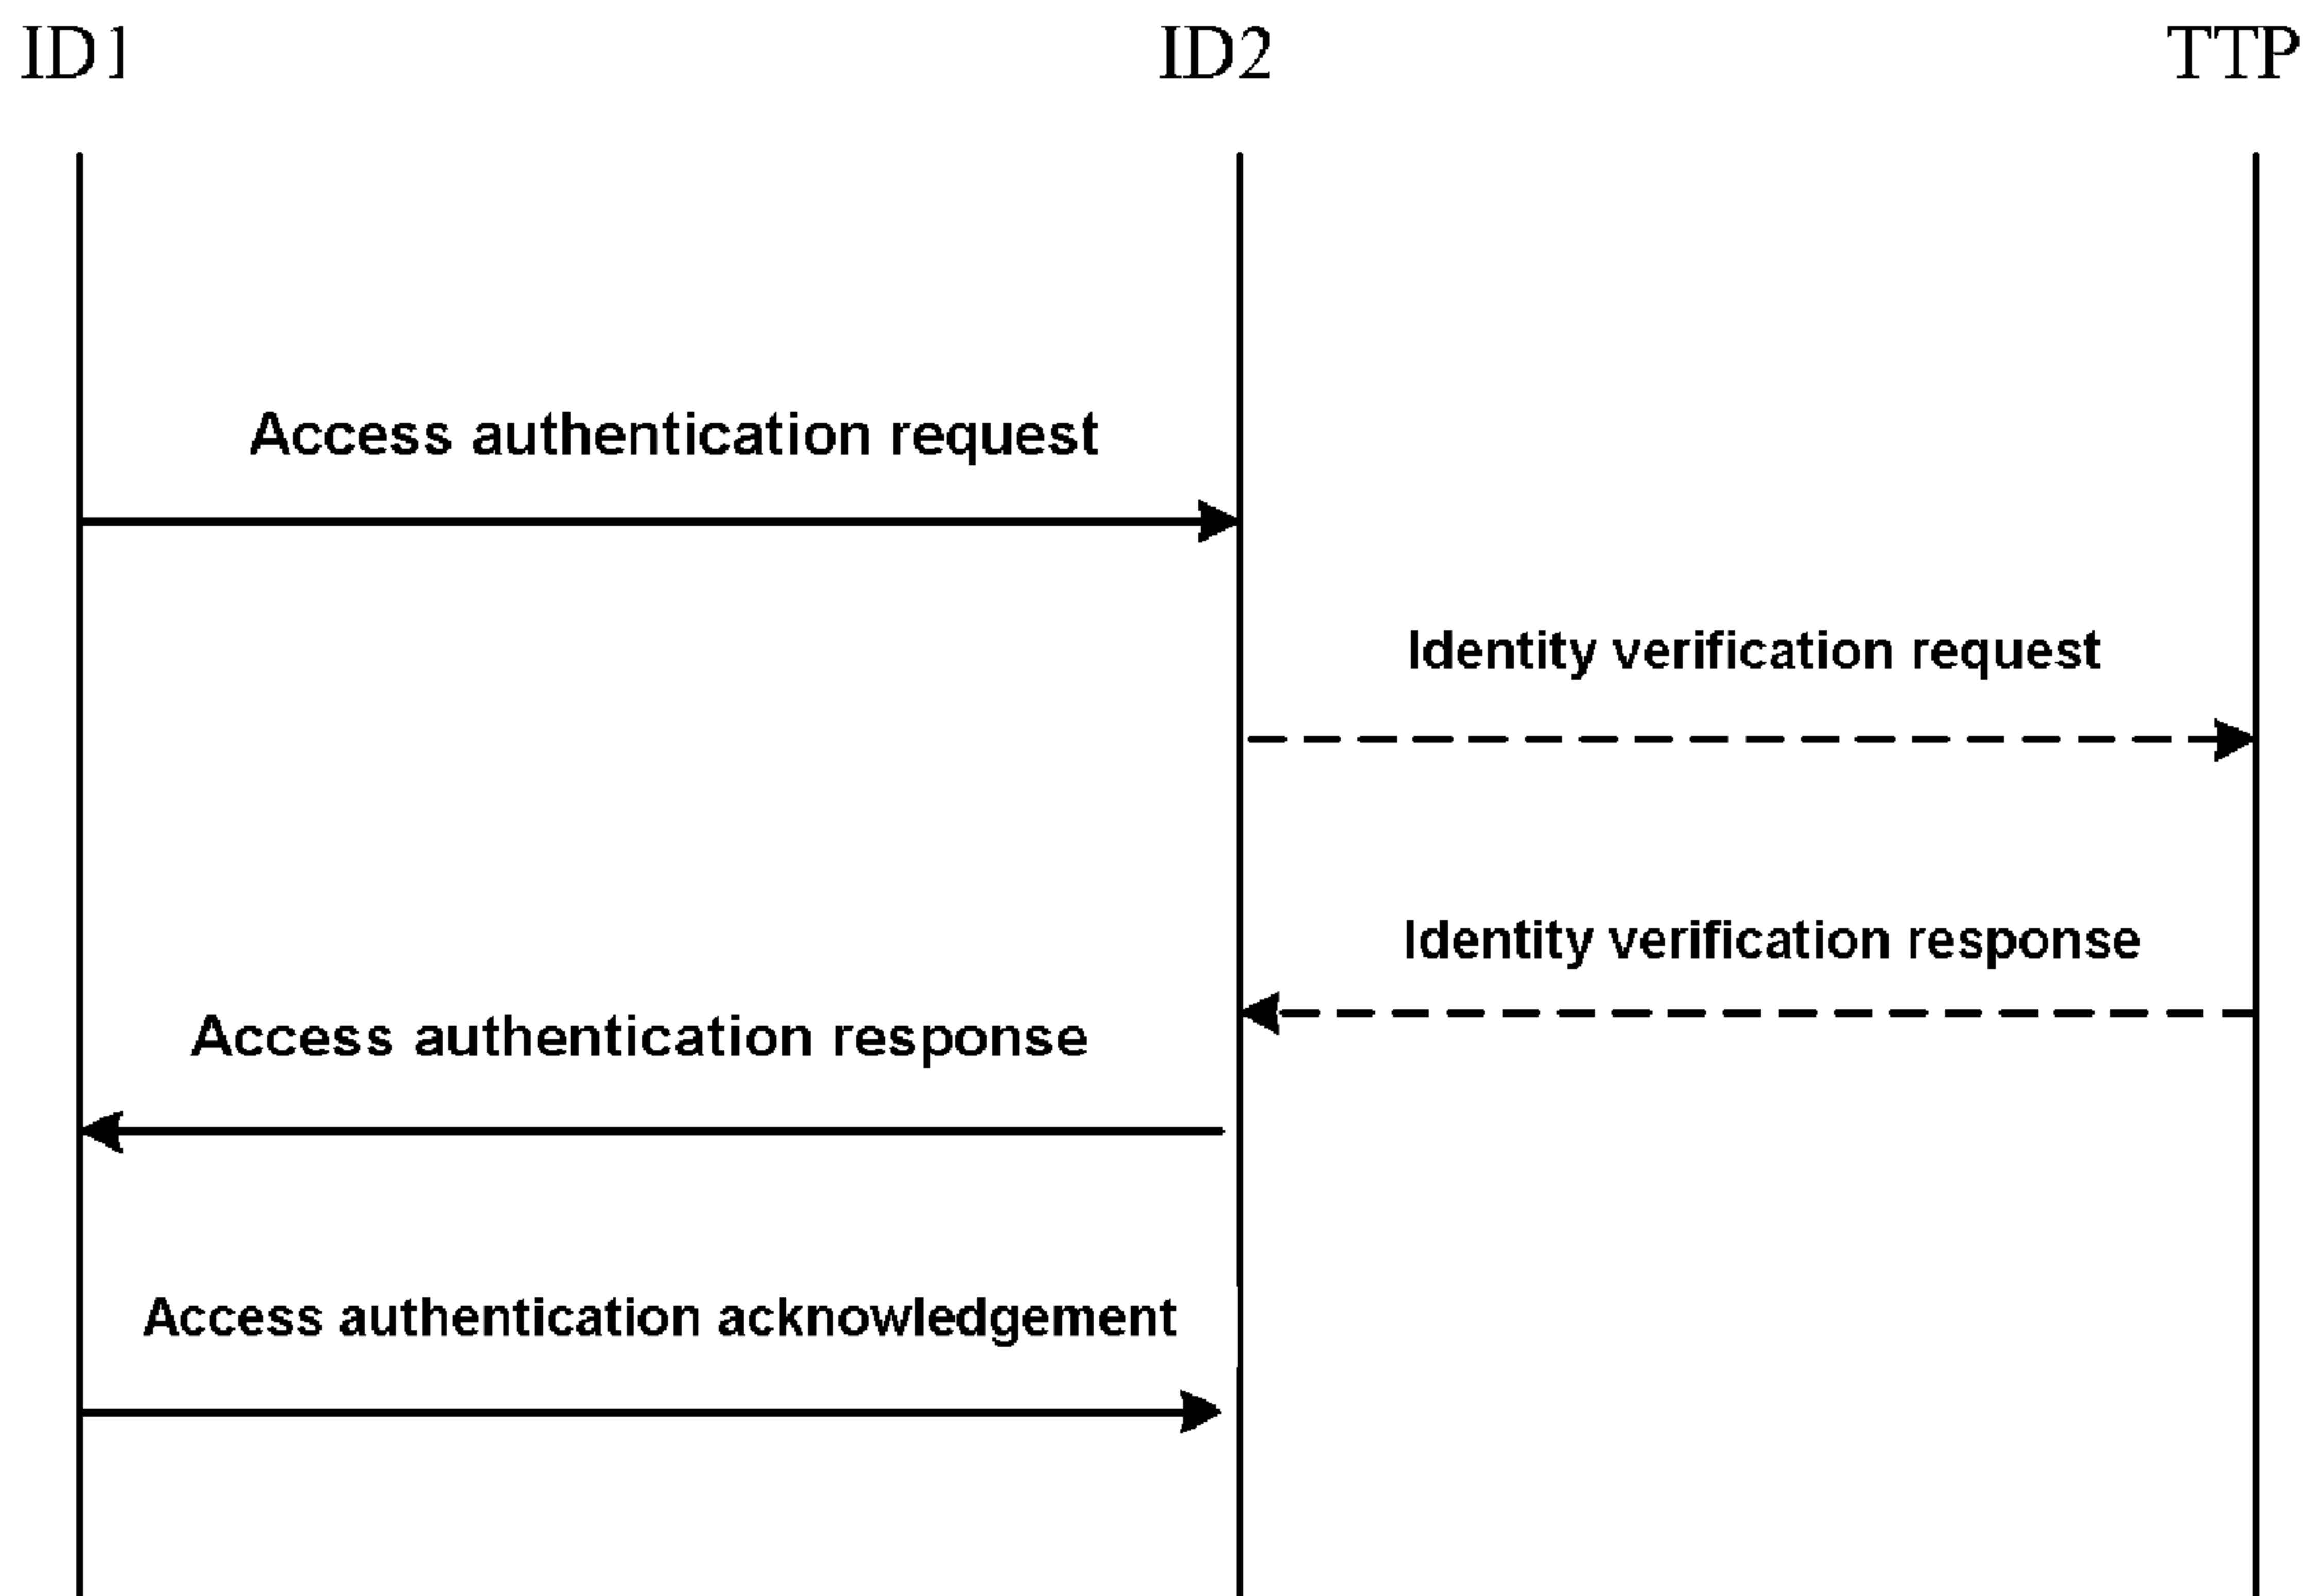 ID1 ID2 TTP
Access authentication request
Identity verification request
Identity verification response
Access authentication response
Access authentication acknowledgement